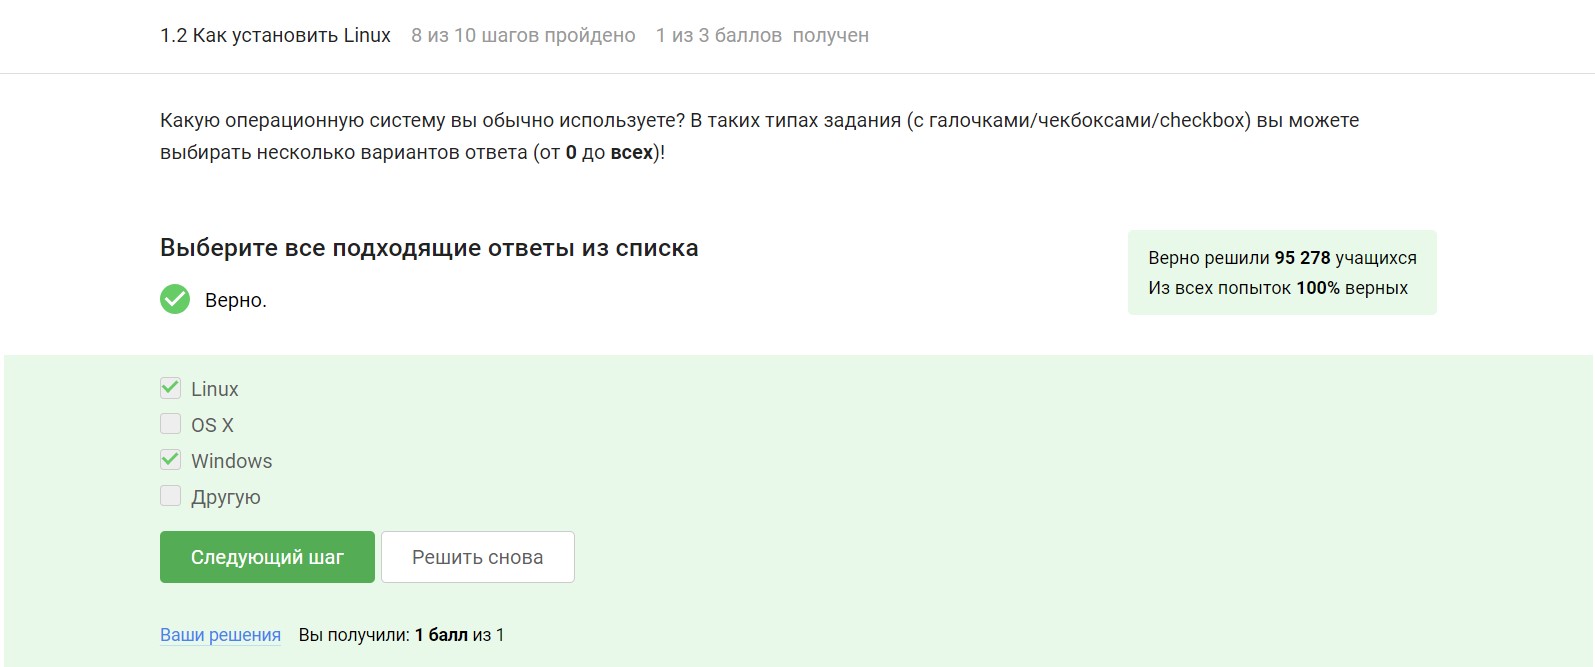 1.2 Как установить Linux 8 из 10 шагов пройдено 1 из 3 баллов получен
Какую операционную систему вы обычно используете? В таких типах задания (с галочками/чекбоксами/checkbox) вы можете
выбирать несколько вариантов ответа (от 0 до всех)!
Выберите все подходящие ответы из списка
Верно.
Верно решили 95 278 учащихся
Из всех попыток 100% верных
Linux
OS X
Windows
Другую
Следующий шаг
Решить снова
Ваши решения Вы получили: 1 балл из 1